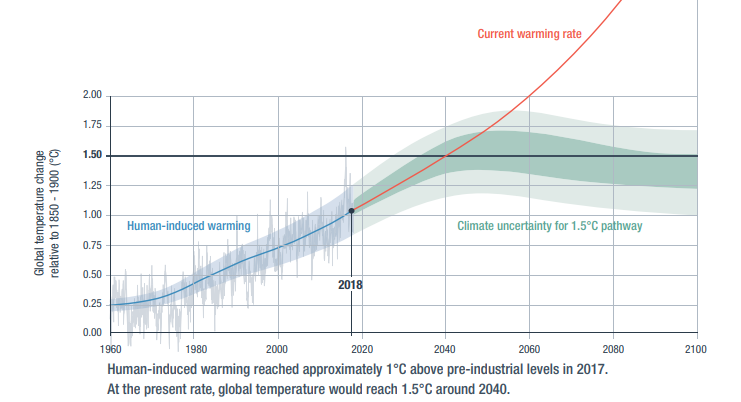 Current warming rate
2.00
1.75
1.50
1.25
1.00
0.75
0.50
0.25
0.00
Global temperature change
relative to 1850 - 1900 (°C)
Human-induced warming
Climate uncertainty for 1.5°C pathway
2018
1960
1980
2000
2020
2040
2060
2080
2100
Human-induced warming reached approximately 1°C above pre-industrial levels in 2017.
At the present rate, global temperature would reach 1.5°C around 2040.